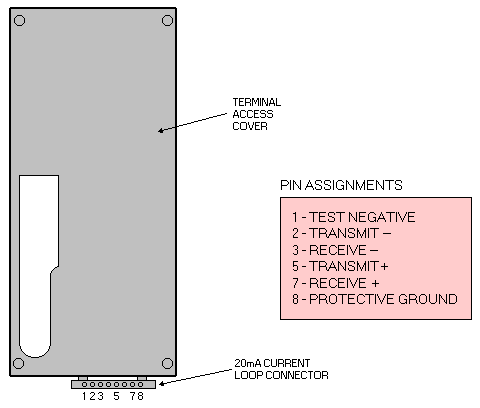 TERMINAL
ACCESS
COVER
PIN ASSIGNMENTS
1 - TEST NEGATIVE
2 - TRANSMIT –
3 - RECEIVE –
5 - TRANSMIT +
7 - RECEIVE +
8 - PROTECTIVE GROUND
20mA CURRENT
LOOP CONNECTOR
1 2 3 5 7 8